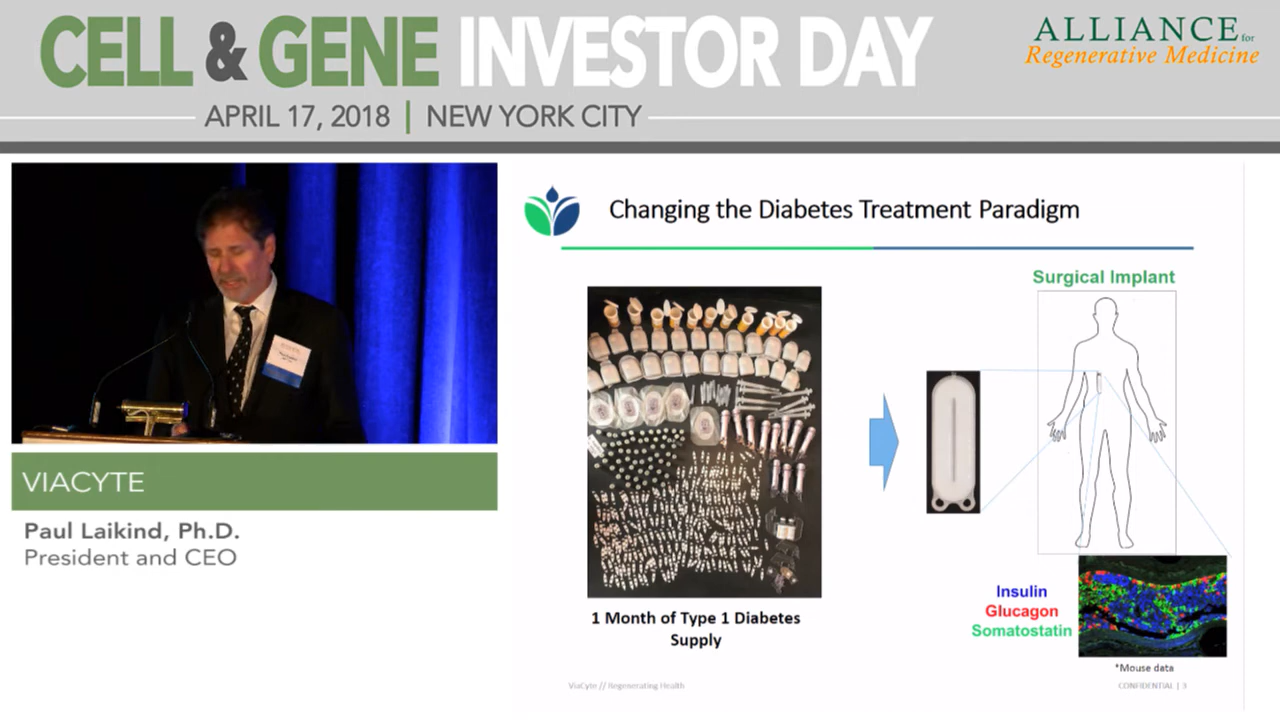 CELL & GENE INVESTOR DAY
APRIL 17, 2018 | NEW YORK CITY
ALLIANCE for
Regenerative Medicine
VIACYTE
Paul Laikind, Ph.D.
President and CEO
Changing the Diabetes Treatment Paradigm
1 Month of Type 1 Diabetes
Supply
Surgical Implant
Insulin
Glucagon
Somatostatin
*Mouse data
ViaCyte // Regenerating Health
CONFIDENTIAL | 3